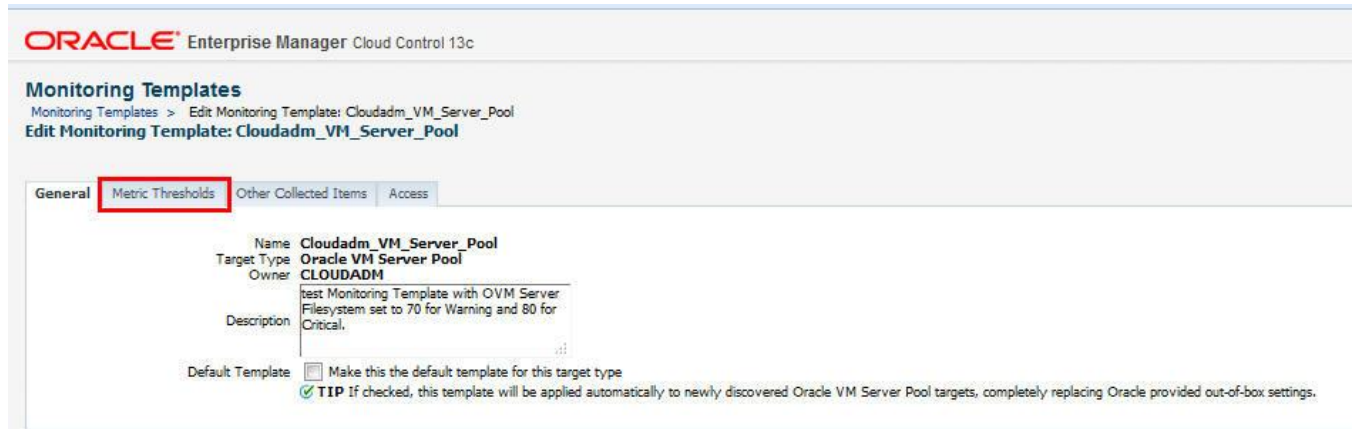 ORACLE Enterprise Manager Cloud Control 13c
Monitoring Templates
Monitoring Templates > Edit Monitoring Template: Cloudadm_VM_Server_Pool
Edit Monitoring Template: Cloudadm_VM_Server_Pool
General Metric Thresholds Other Collected Items Access
Name Cloudadm_VM_Server_Pool
Target Type Oracle VM Server Pool
Owner CLOUDADM
Description test Monitoring Template with OVM Server
Filesystem set to 70 for Warning and 80 for
Critical.
Default Template Make this the default template for this target type
TIP If checked, this template will be applied automatically to newly discovered Oracle VM Server Pool targets, completely replacing Oracle provided out-of-box settings.